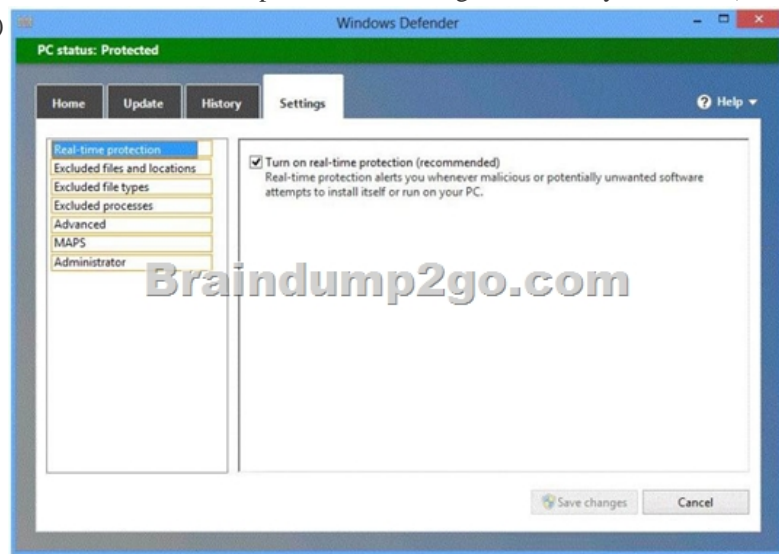 )
Windows Defender
PC status: Protected
Home Update History Settings Help
Real-time protection
Excluded files and locations
Excluded file types
Excluded processes
Advanced
MAPS
Administrator
Turn on real-time protection (recommended)
Real-time protection alerts you whenever malicious or potentially unwanted software
attempts to install itself or run on your PC.
Braindump2go.com
Save changes Cancel